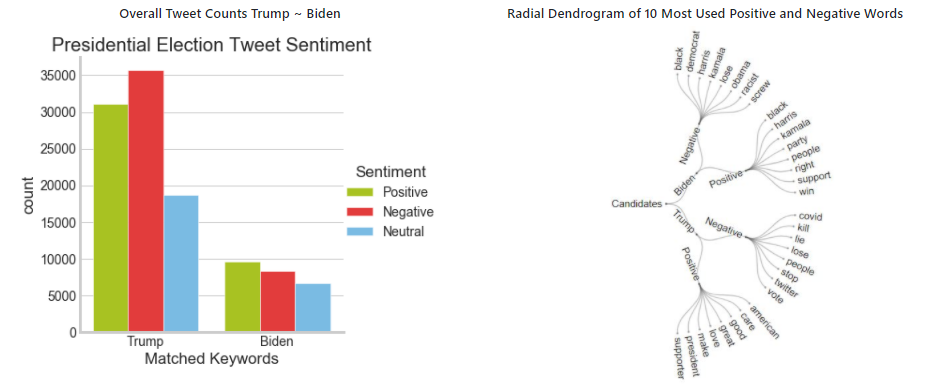 Overall Tweet Counts Trump ~ Biden
Presidential Election Tweet Sentiment
35000
30000
25000
20000
15000
10000
5000
0
count
Trump
Biden
Matched Keywords
Sentiment
Positive
Negative
Neutral
Radial Dendrogram of 10 Most Used Positive and Negative Words
Candidates
Biden
Negative
black
democrat
harris
kamala
lose
obama
racist
screw
Positive
black
harris
kamala
party
people
right
support
win
Trump
Negative
covid
kill
lie
lose
people
stop
twitter
vote
Positive
american
care
good
great
love
make
president
supporter